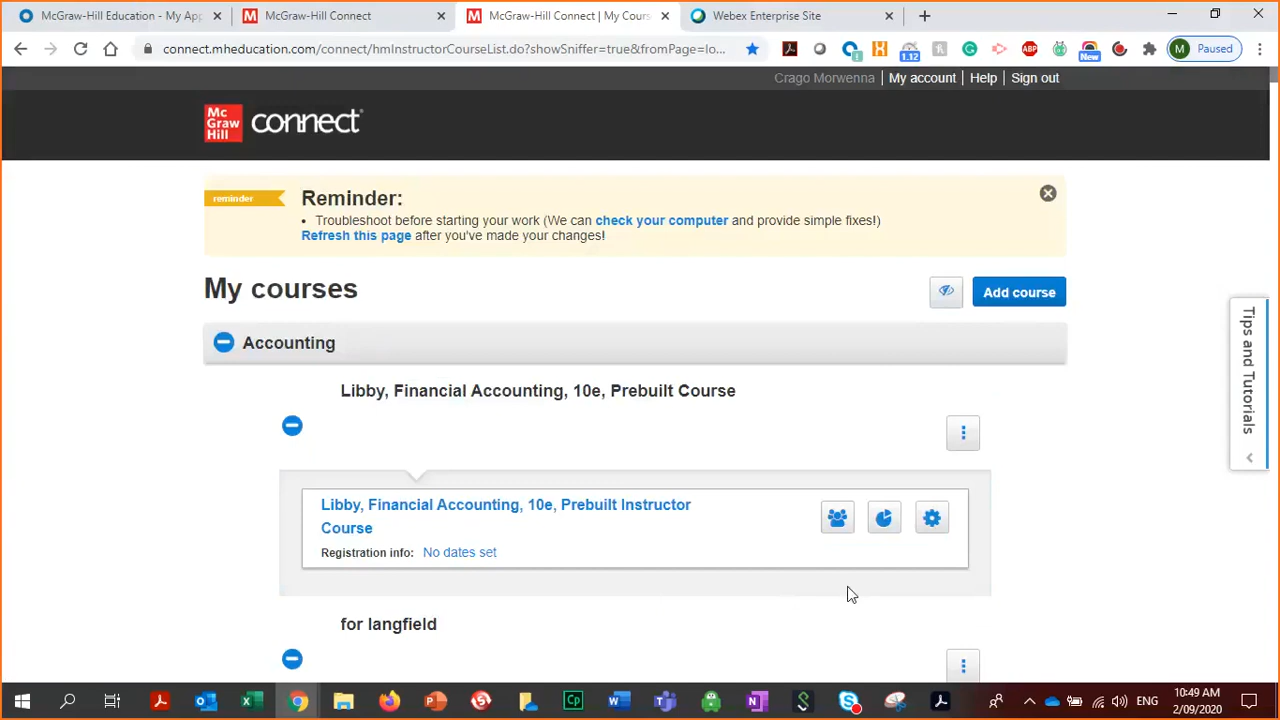 McGraw-Hill Education - My App
McGraw-Hill Connect
McGraw-Hill Connect | My Cours
Webex Enterprise Site
connect.mheducation.com/connect/hmInstructorCourseList.do?showSniffer=true&fromPage=lo...
1.12
ABP
New
M
Paused
Crago Morwenna | My account | Help | Sign out
Mc
Graw
Hill
connect
reminder
Reminder:
• Troubleshoot before starting your work (We can check your computer and provide simple fixes!)
Refresh this page after you've made your changes!
My courses
Add course
Accounting
Tips and Tutorials
Libby, Financial Accounting, 10e, Prebuilt Course
Libby, Financial Accounting, 10e, Prebuilt Instructor
Course
Registration info: No dates set
for langfield
ENG
10:49 AM
2/09/2020